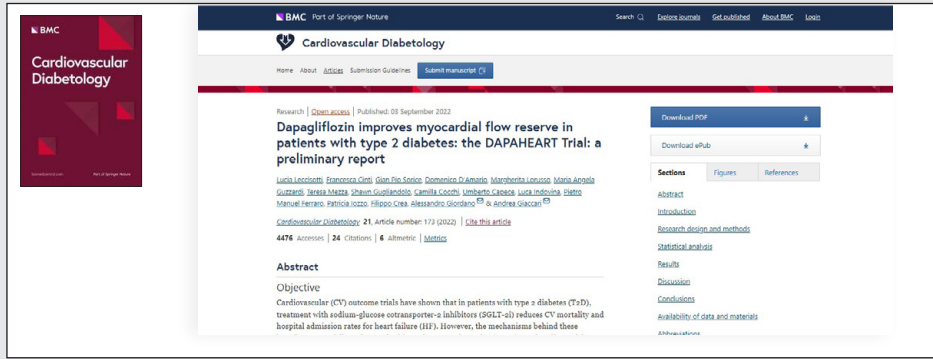 BMC
Cardiovascular
Diabetology
Part of Springer Nature
BMC Part of Springer Nature
Search Explore journals Get published About BMC Login
Cardiovascular Diabetology
Home About Articles Submission Guidelines Submit manuscript
Research | Open access | Published: 03 September 2022
Dapagliflozin improves myocardial flow reserve in
patients with type 2 diabetes: the DAPAHEART Trial: a
preliminary report
Lucia Leccisotti, Francesca Cinti, Gian Pio Sorice, Domenico D'Amario, Margherita Lorusso, Maria Angela
Guzzardi, Teresa Mezza, Shawn Gugliandolo, Camilla Cocchi, Umberto Capece, Luca Indovina, Pietro
Manuel Ferraro, Patricia Iozzo, Filippo Crea, Alessandro Giordano & Andrea Giaccari
Cardiovascular Diabetology 21, Article number: 173 (2022) | Cite this article
4476 Accesses | 24 Citations | 6 Altmetric | Metrics
Abstract
Objective
Cardiovascular (CV) outcome trials have shown that in patients with type 2 diabetes (T2D),
treatment with sodium-glucose cotransporter-2 inhibitors (SGLT-2i) reduces CV mortality and
hospital admission rates for heart failure (HF). However, the mechanisms behind these
Download PDF
Download ePub
Sections Figures References
Abstract
Introduction
Research design and methods
Statistical analysis
Results
Discussion
Conclusions
Availability of data and materials
Abbreviations